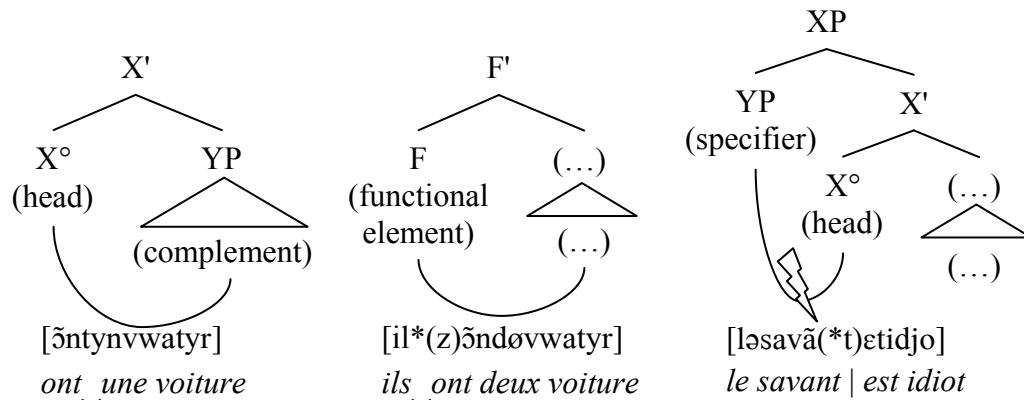 X'
X°
(head)
YP
(complement)
[ɔ̃ntynvwatyr]
ont une voiture
F'
F
(functional
element)
(…)
(…)
[il*(z)ɔ̃ndøvwatyr]
ils ont deux voiture
XP
YP
(specifier)
X'
X°
(head)
(…)
(…)
[ləsavã(*t)ɛtidjo]
le savant | est idiot